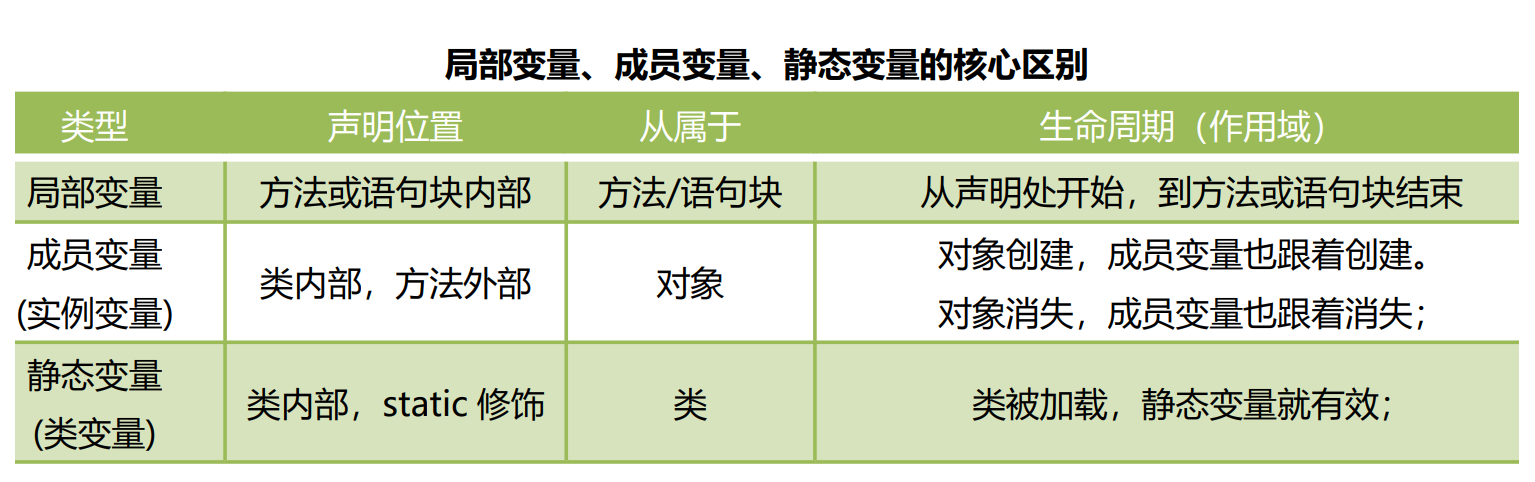 局部变量、成员变量、静态变量的核心区别
类型 声明位置 从属于 生命周期（作用域）
局部变量 方法或语句块内部 方法/语句块 从声明处开始，到方法或语句块结束
成员变量
(实例变量)
类内部，方法外部 对象
对象创建，成员变量也跟着创建。
对象消失，成员变量也跟着消失；
静态变量
(类变量)
类内部，static 修饰 类 类被加载，静态变量就有效；